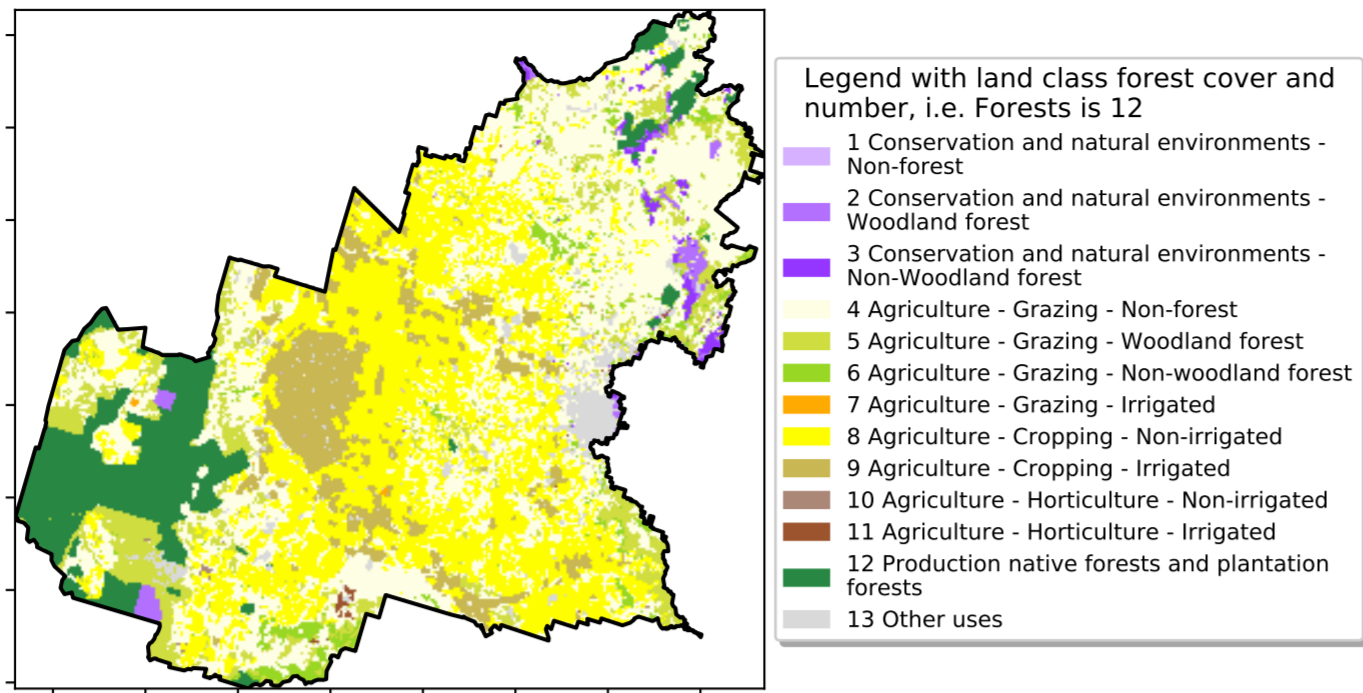 Legend with land class forest cover and
number, i.e. Forests is 12
1 Conservation and natural environments -
Non-forest
2 Conservation and natural environments -
Woodland forest
3 Conservation and natural environments -
Non-Woodland forest
4 Agriculture - Grazing - Non-forest
5 Agriculture - Grazing - Woodland forest
6 Agriculture - Grazing - Non-woodland forest
7 Agriculture - Grazing - Irrigated
8 Agriculture - Cropping - Non-irrigated
9 Agriculture - Cropping - Irrigated
10 Agriculture - Horticulture - Non-irrigated
11 Agriculture - Horticulture - Irrigated
12 Production native forests and plantation
forests
13 Other uses